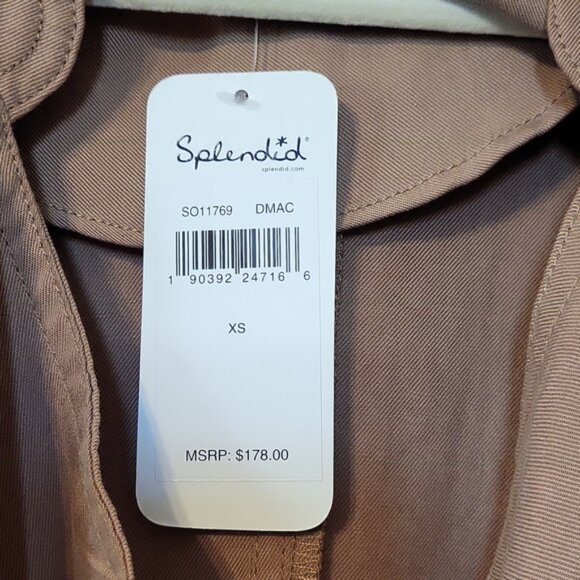 Splendid®
splendid.com
SO11769 DMAC
1 90392 24716 6
XS
MSRP: $178.00